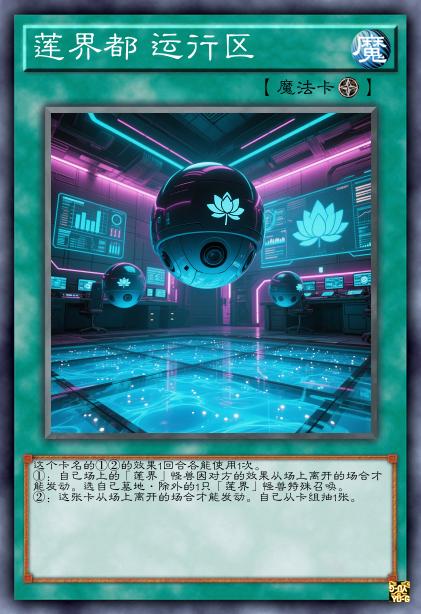 莲界都 运行区
魔
【魔法卡】
这个卡名的①②的效果1回合各能使用1次。
①：自己场上的「莲界」怪兽因对方的效果从场上离开的场合才
能发动。选自己墓地·除外的1只「莲界」怪兽特殊召唤。
②：这张卡从场上离开的场合才能发动。自己从卡组抽1张。